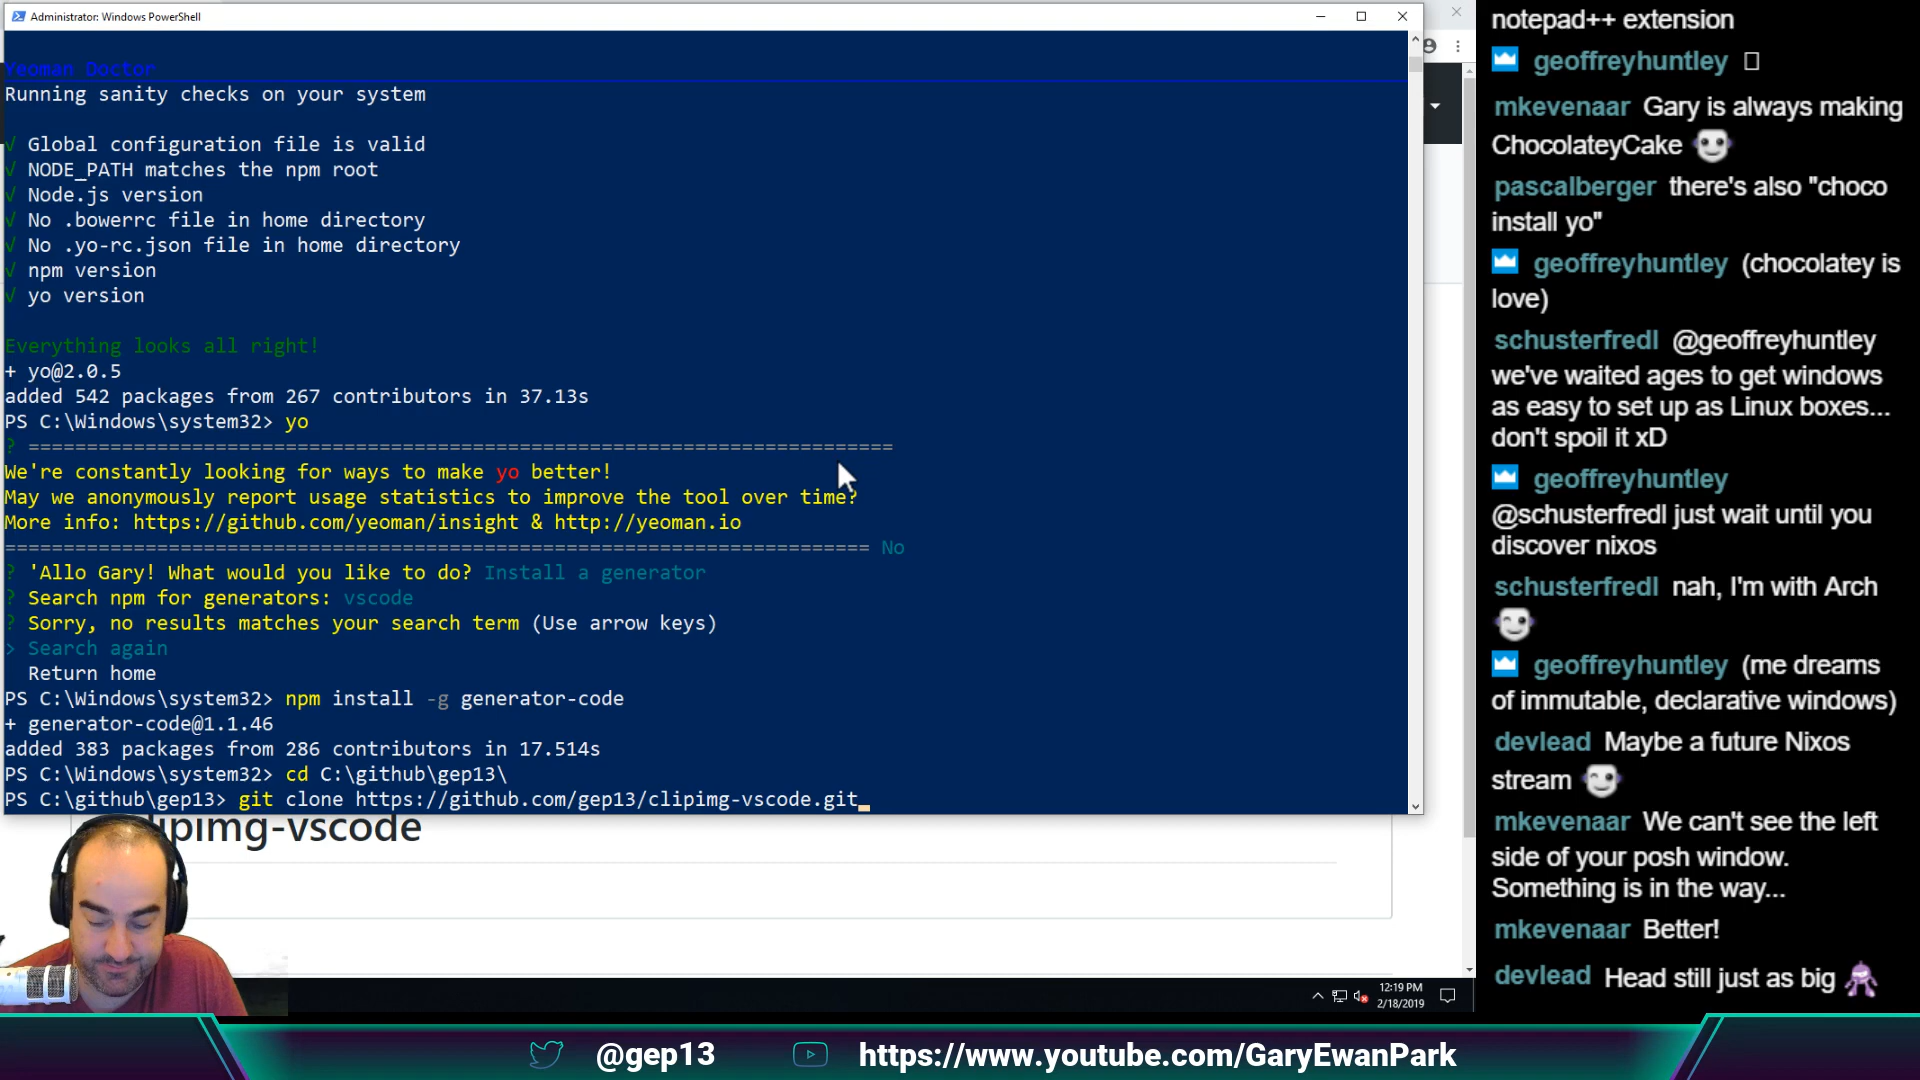 Administrator: Windows PowerShell
Yeoman Doctor
Running sanity checks on your system
√ Global configuration file is valid
√ NODE_PATH matches the npm root
√ Node.js version
√ No .bowerrc file in home directory
√ No .yo-rc.json file in home directory
√ npm version
√ yo version
Everything looks all right!
+ yo@2.0.5
added 542 packages from 267 contributors in 37.13s
PS C:\Windows\system32> yo
? ==========================================================================
We're constantly looking for ways to make yo better!
May we anonymously report usage statistics to improve the tool over time?
More info: https://github.com/yeoman/insight & http://yeoman.io
========================================================================== No
? 'Allo Gary! What would you like to do? Install a generator
? Search npm for generators: vscode
? Sorry, no results matches your search term (Use arrow keys)
> Search again
Return home
PS C:\Windows\system32> npm install -g generator-code
+ generator-code@1.1.46
added 383 packages from 286 contributors in 17.514s
PS C:\Windows\system32> cd C:\github\gep13\
PS C:\github\gep13> git clone https://github.com/gep13/clipimg-vscode.git
lipimg-vscode
12:19 PM
2/18/2019
notepad++ extension
geoffreyhuntley
mkevenaar Gary is always making
ChocolateyCake
pascalberger there's also "choco
install yo"
geoffreyhuntley (chocolatey is
love)
schusterfredl @geoffreyhuntley
we've waited ages to get windows
as easy to set up as Linux boxes...
don't spoil it xD
geoffreyhuntley
@schusterfredl just wait until you
discover nixos
schusterfredl nah, I'm with Arch
geoffreyhuntley (me dreams
of immutable, declarative windows)
devlead Maybe a future Nixos
stream
mkevenaar We can't see the left
side of your posh window.
Something is in the way...
mkevenaar Better!
devlead Head still just as big
@gep13
https://www.youtube.com/GaryEwanPark